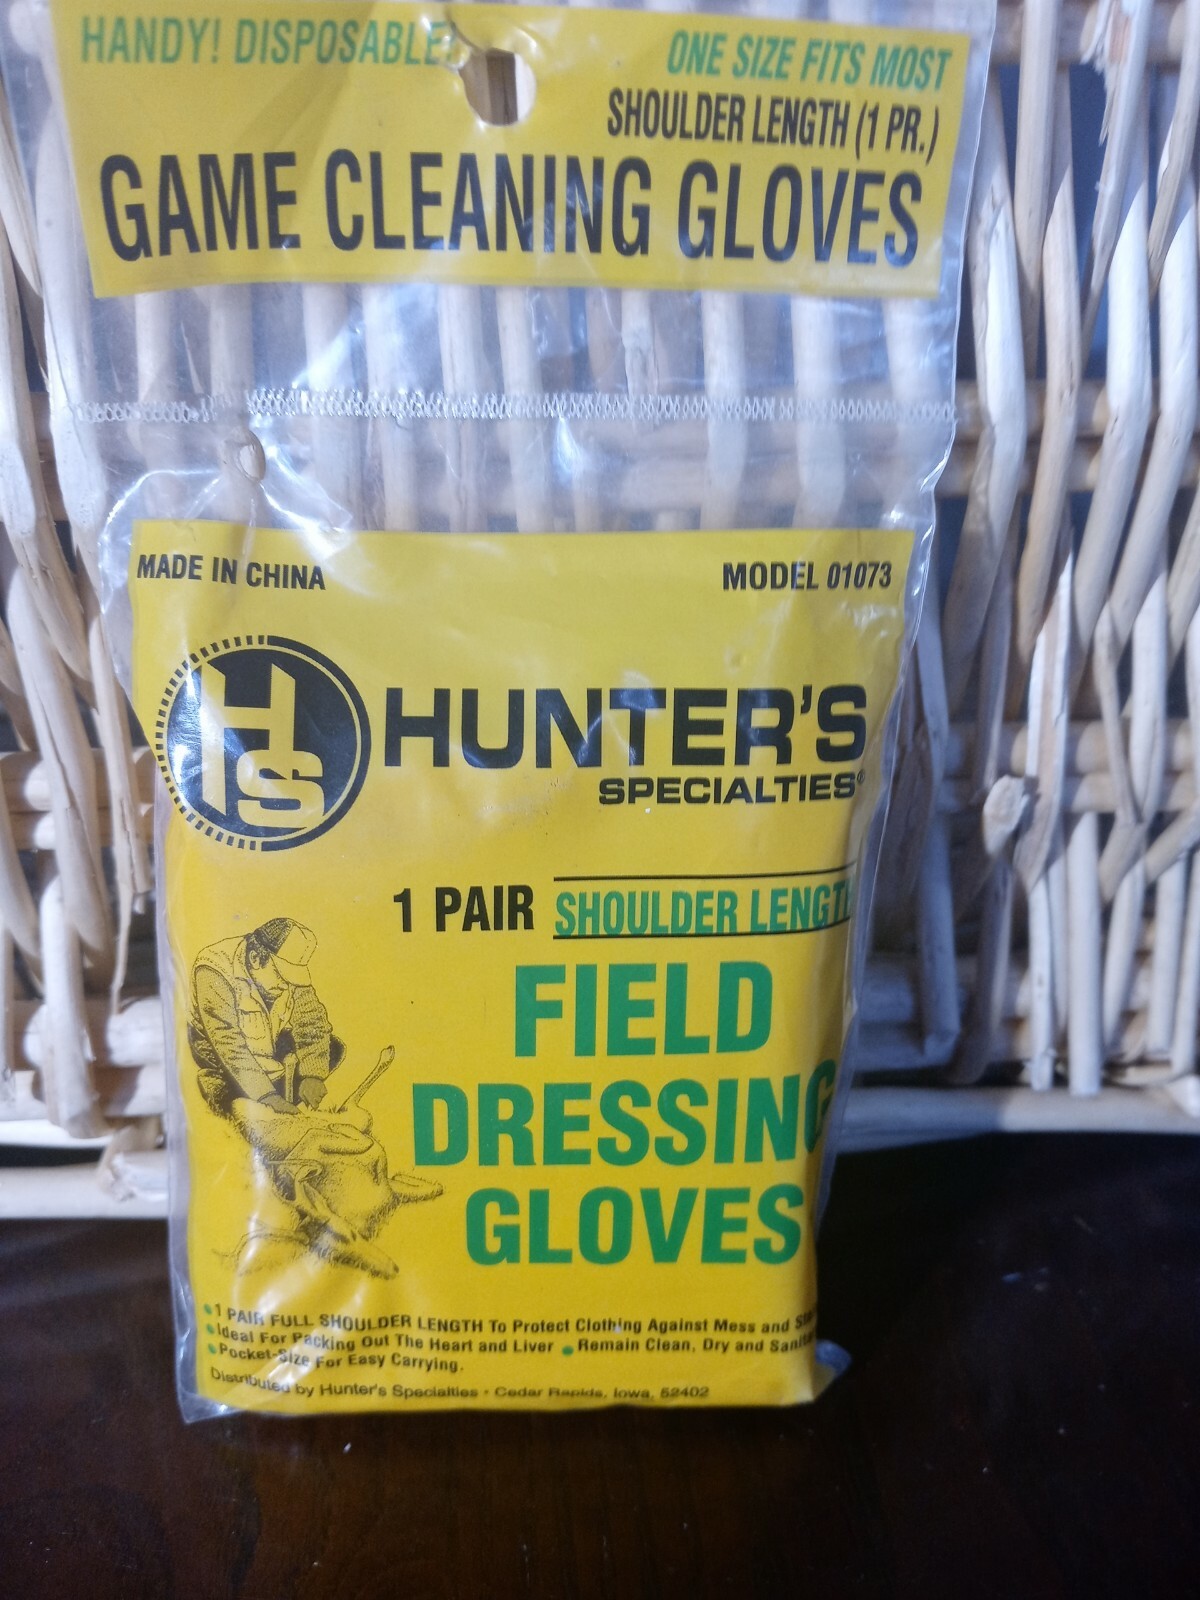 HANDY! DISPOSABLE!
ONE SIZE FITS MOST
SHOULDER LENGTH (1 PR.)
GAME CLEANING GLOVES
MADE IN CHINA
MODEL 01073
HS
HUNTER'S
SPECIALTIES®
1 PAIR SHOULDER LENGTH
FIELD
DRESSING
GLOVES
•1 PAIR FULL SHOULDER LENGTH To Protect Clothing Against Mess and
•Ideal For Packing Out The Heart and Liver •Remain Clean, Dry and
•Pocket-Size For Easy Carrying.
Distributed by Hunter's Specialties • Cedar Rapids, Iowa, 52402